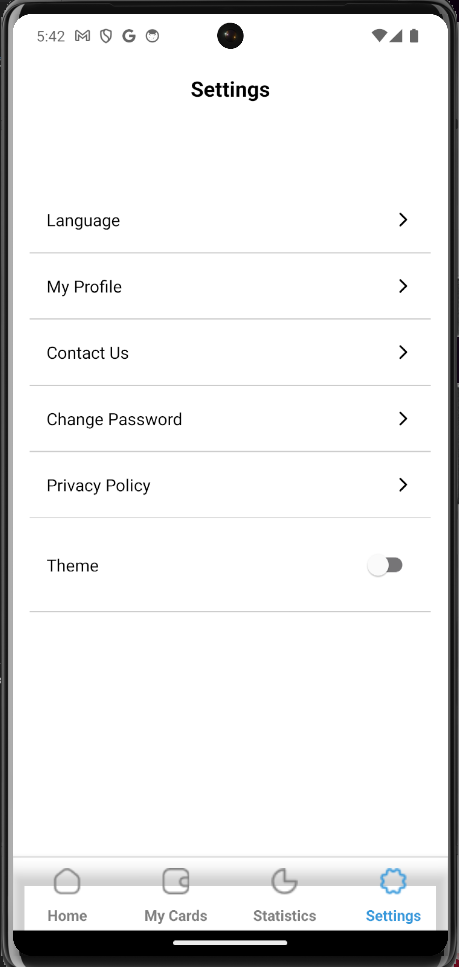 5:42
Settings
Language
My Profile
Contact Us
Change Password
Privacy Policy
Theme
Home
My Cards
Statistics
Settings